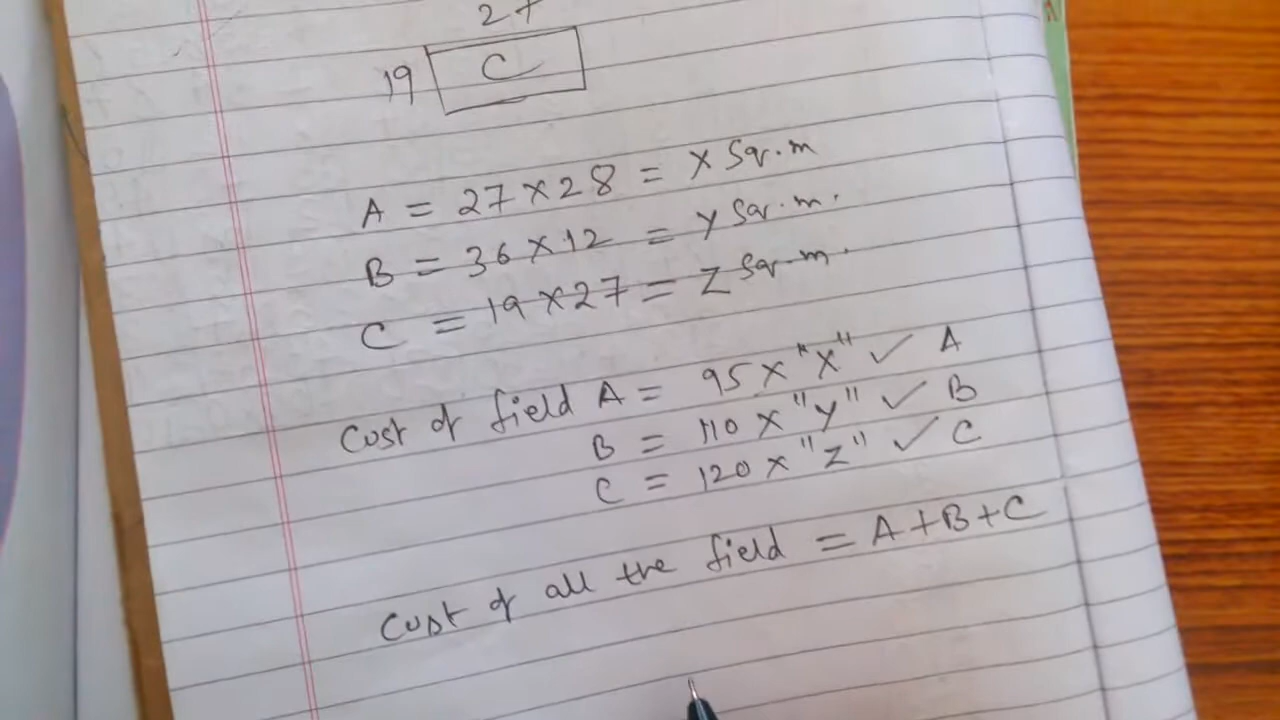 27
19 C
A = 27 × 28 = X Sq. m
B = 36 × 12 = Y Sq. m.
C = 19 × 27 = Z Sq. m.
Cost of field A = 95 × "X" ✓ A
B = 110 × "Y" ✓ B
C = 120 × "Z" ✓ C
Cost of all the field = A + B + C